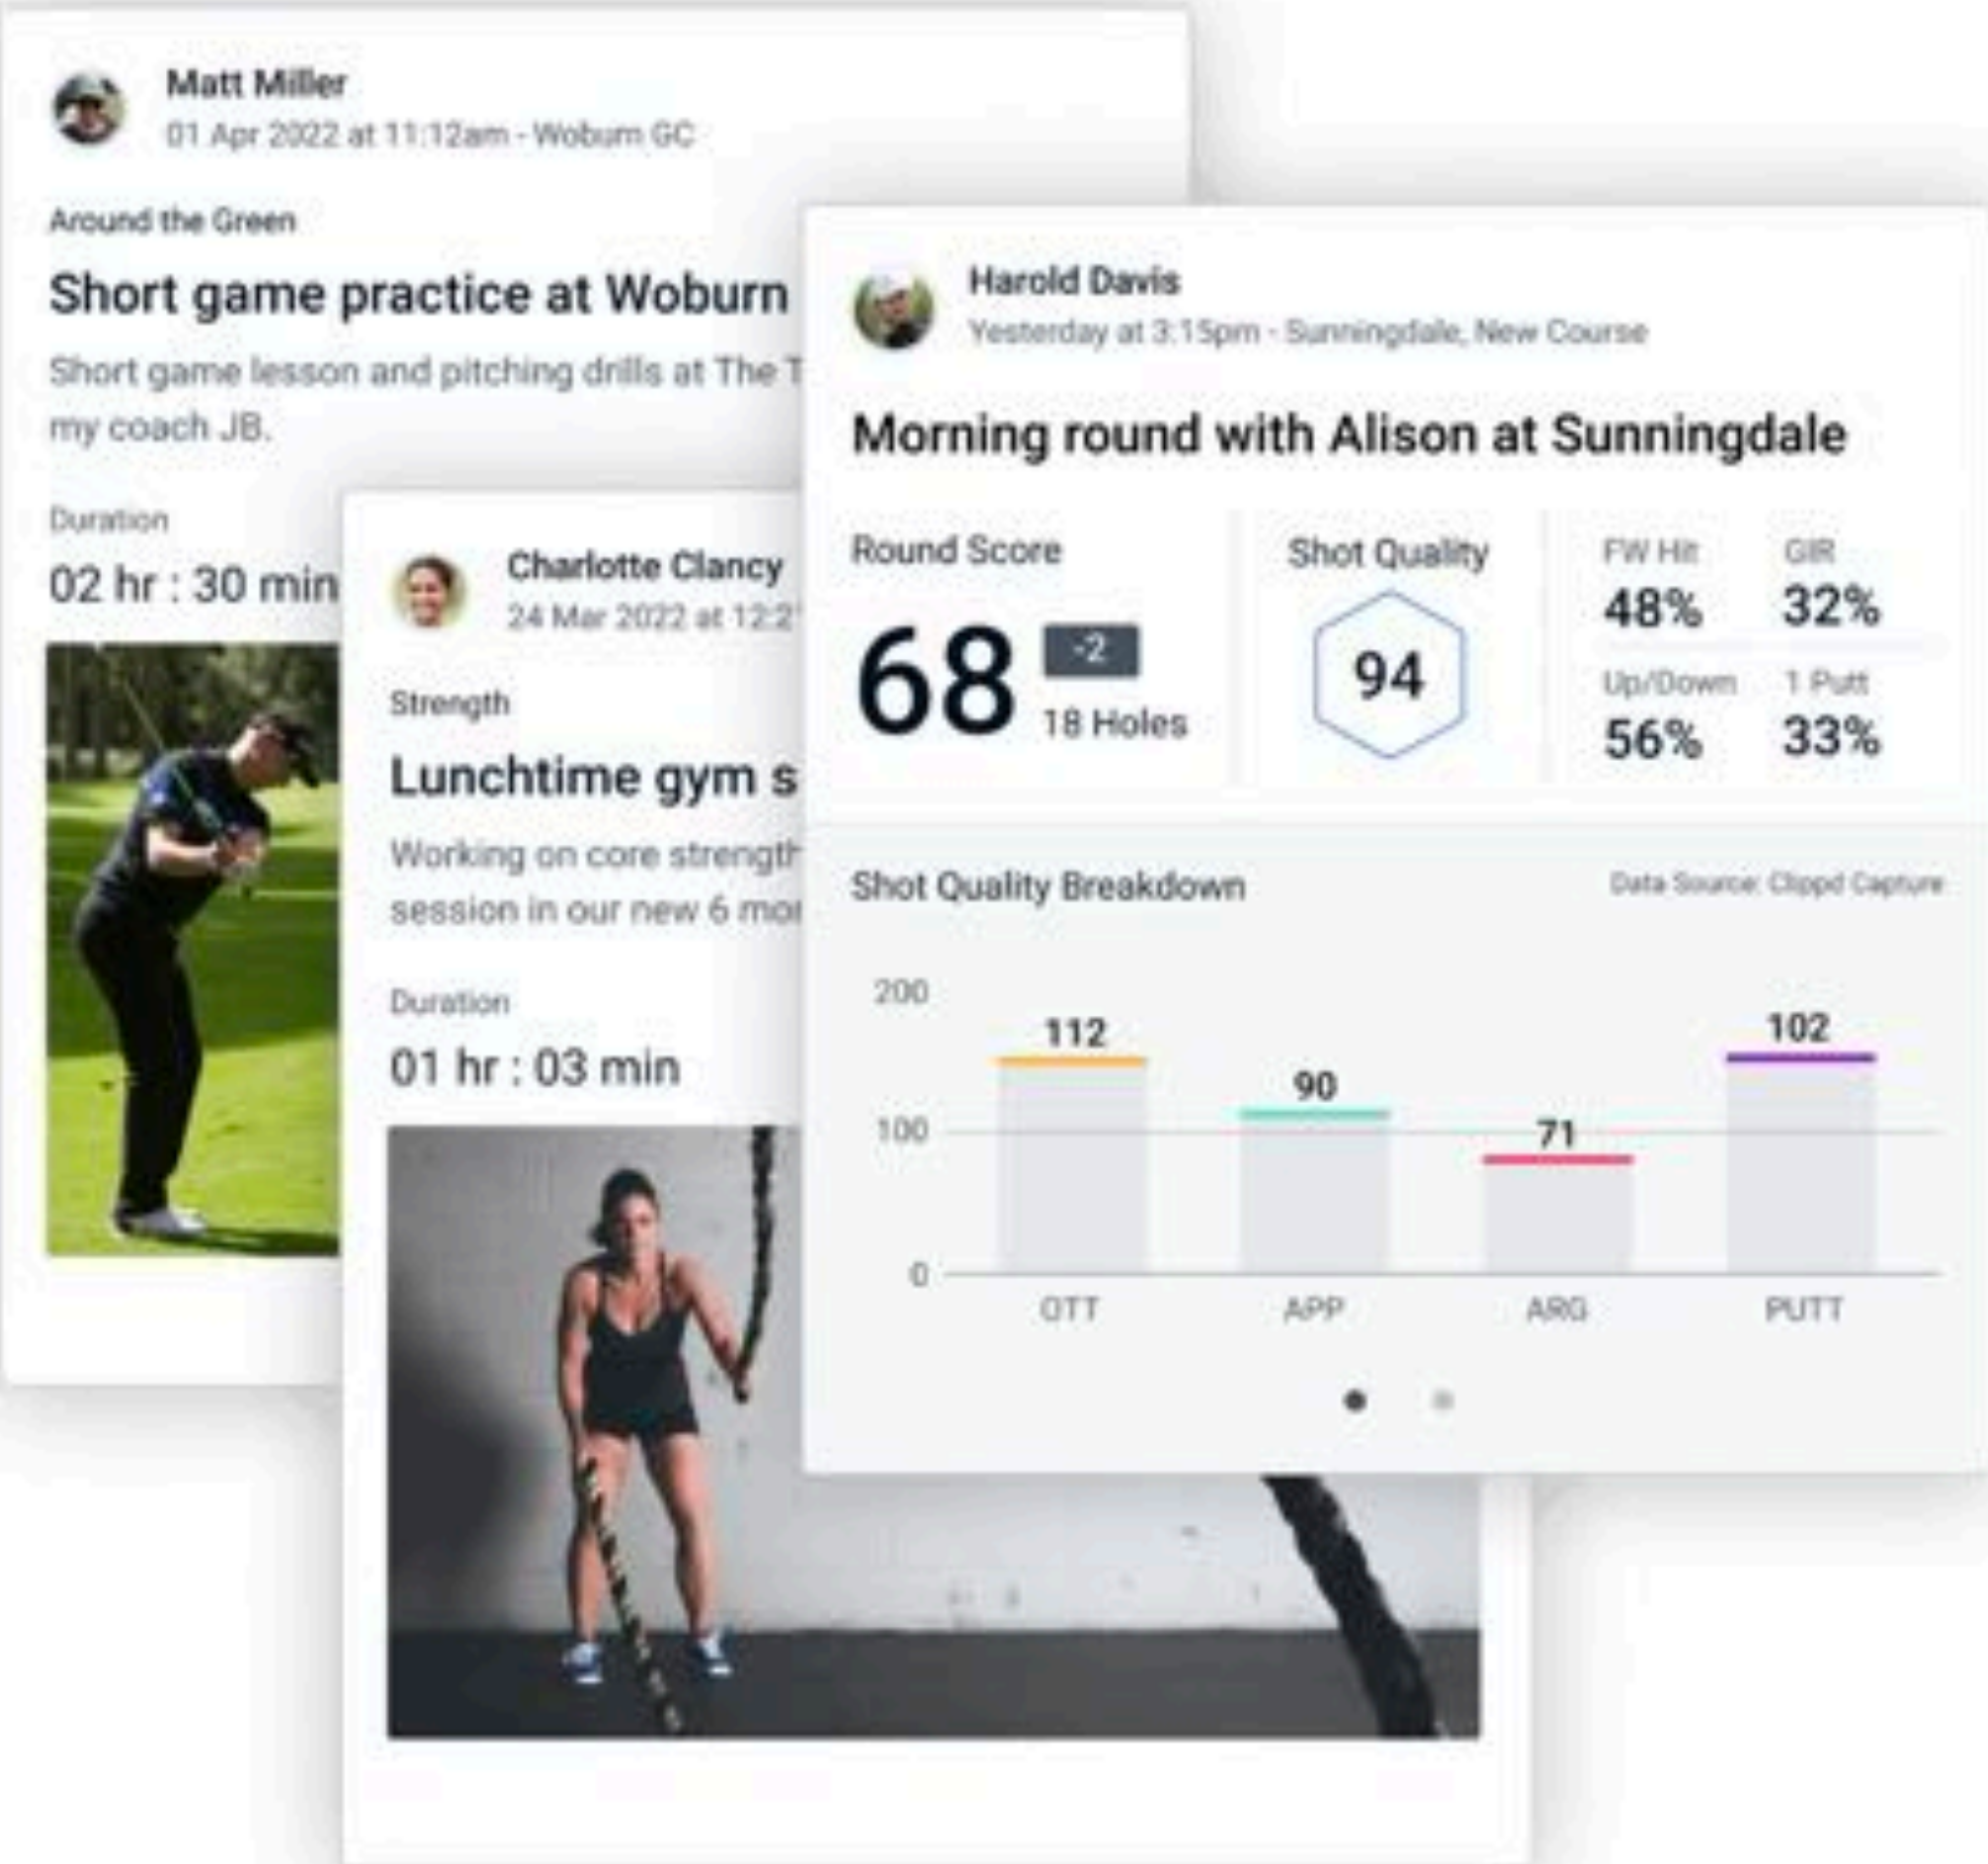 Matt Miller
01 Apr 2022 at 11:12am - Woburn GC
Around the Green
Short game practice at Woburn
Short game lesson and pitching drills at The
my coach JB.
Duration
02 hr : 30 min
Charlotte Clancy
24 Mar 2022 at 12:2
Strength
Lunchtime gym s
Working on core strength
session in our new 6 mo
Duration
01 hr : 03 min
Harold Davis
Yesterday at 3:15pm - Sunningdale, New Course
Morning round with Alison at Sunningdale
Round Score
68
-2
18 Holes
Shot Quality
94
FW Hit GIR
48% 32%
Up/Down 1 Putt
56% 33%
Shot Quality Breakdown
Data Source: Clippd Capture
200
112 90 71 102
100
0
OTT APP ARG PUTT